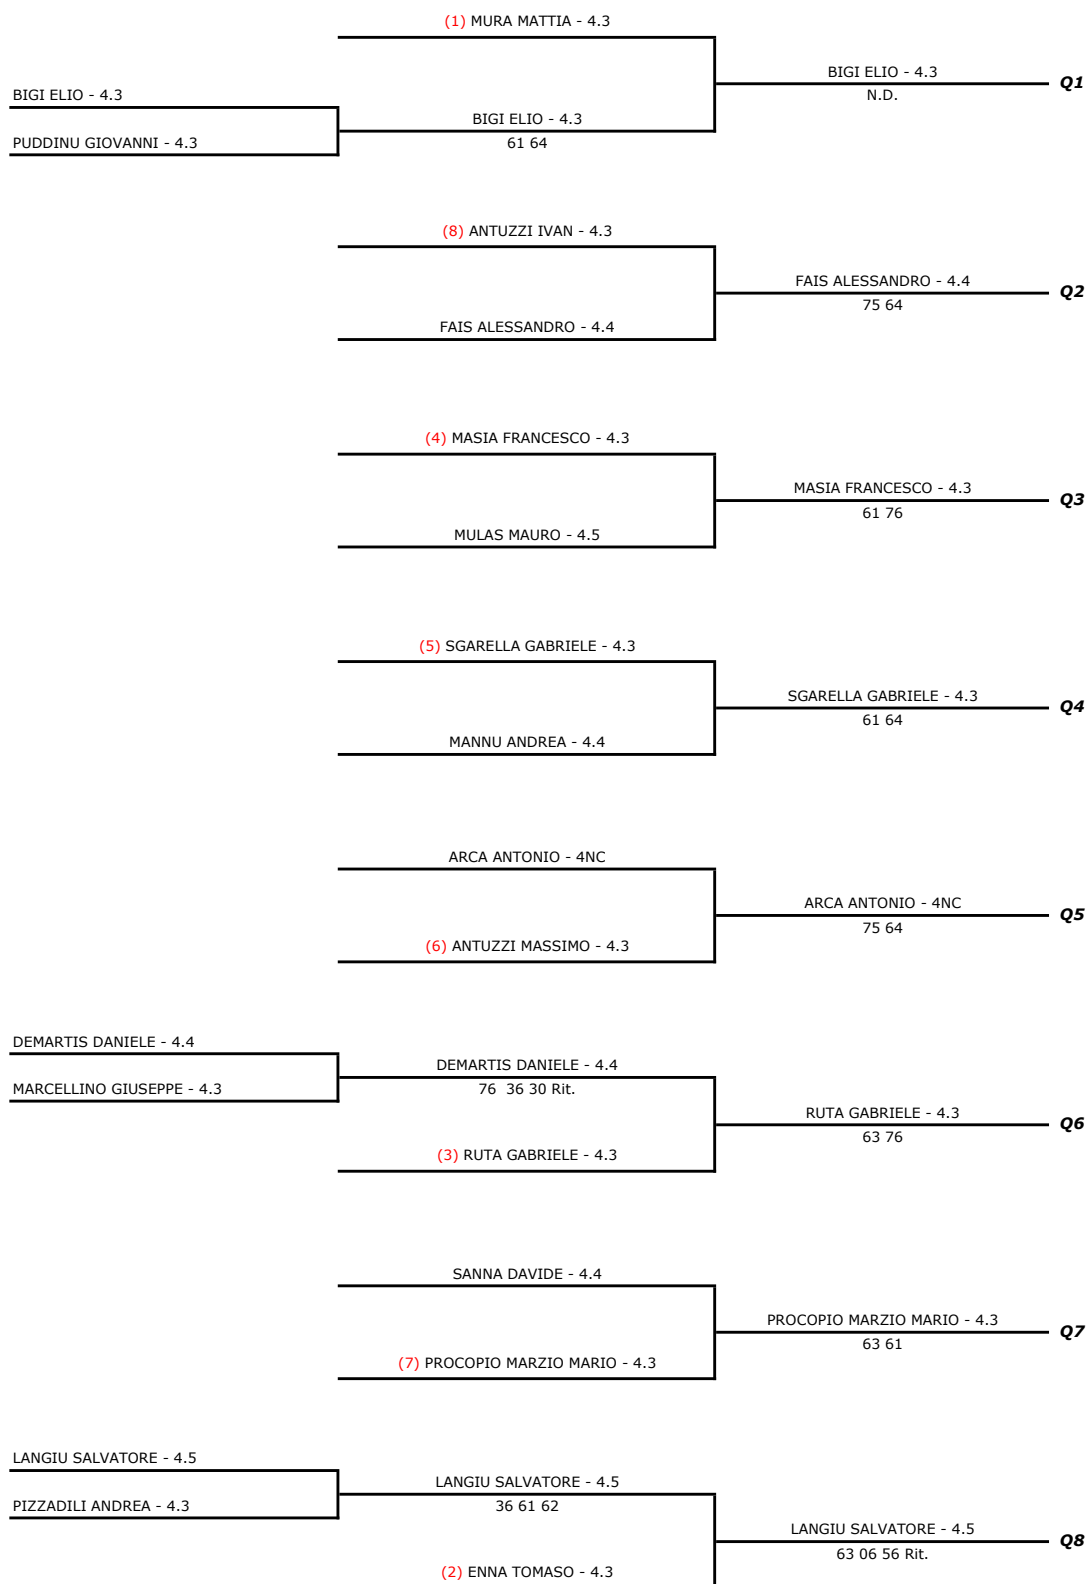 (1) MURA MATTIA - 4.3
BIGI ELIO - 4.3
Q1
N.D.
BIGI ELIO - 4.3
BIGI ELIO - 4.3
61 64
PUDDINU GIOVANNI - 4.3
(8) ANTUZZI IVAN - 4.3
FAIS ALESSANDRO - 4.4
Q2
75 64
FAIS ALESSANDRO - 4.4
(4) MASIA FRANCESCO - 4.3
MASIA FRANCESCO - 4.3
Q3
61 76
MULAS MAURO - 4.5
(5) SGARELLA GABRIELE - 4.3
SGARELLA GABRIELE - 4.3
Q4
61 64
MANNU ANDREA - 4.4
ARCA ANTONIO - 4NC
ARCA ANTONIO - 4NC
Q5
75 64
(6) ANTUZZI MASSIMO - 4.3
DEMARTIS DANIELE - 4.4
DEMARTIS DANIELE - 4.4
76  36 30 Rit.
MARCELLINO GIUSEPPE - 4.3
RUTA GABRIELE - 4.3
Q6
63 76
(3) RUTA GABRIELE - 4.3
SANNA DAVIDE - 4.4
PROCOPIO MARZIO MARIO - 4.3
Q7
63 61
(7) PROCOPIO MARZIO MARIO - 4.3
LANGIU SALVATORE - 4.5
LANGIU SALVATORE - 4.5
36 61 62
PIZZADILI ANDREA - 4.3
LANGIU SALVATORE - 4.5
Q8
63 06 56 Rit.
(2) ENNA TOMASO - 4.3